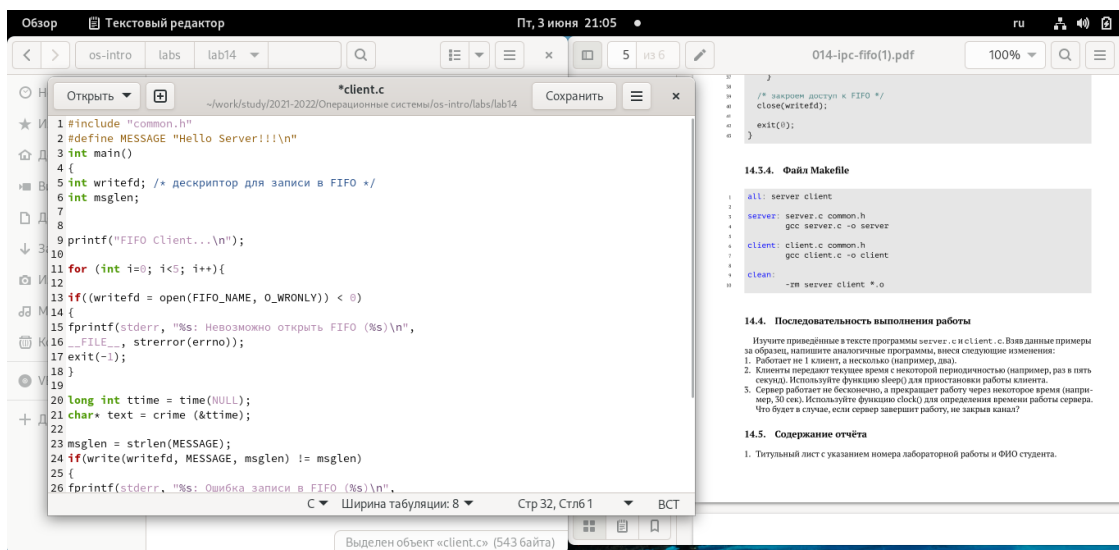 Обзор
Текстовый редактор
Пт, 3 июня 21:05
ru
os-intro
labs
lab14
5 из 6
014-ipc-fifo(1).pdf
100%
Открыть
*client.c
~/work/study/2021-2022/Операционные системы/os-intro/labs/lab14
Сохранить
1 #include "common.h"
2 #define MESSAGE "Hello Server!!!\n"
3 int main()
4 {
5 int writefd; /* дескриптор для записи в FIFO */
6 int msglen;
7
8
9 printf("FIFO Client...\n");
10
11 for (int i=0; i<5; i++){
12
13 if((writefd = open(FIFO_NAME, O_WRONLY)) < 0)
14 {
15 fprintf(stderr, "%s: Невозможно открыть FIFO (%s)\n",
16 __FILE__, strerror(errno));
17 exit(-1);
18 }
19
20 long int ttime = time(NULL);
21 char* text = crime (&ttime);
22
23 msglen = strlen(MESSAGE);
24 if(write(writefd, MESSAGE, msglen) != msglen)
25 {
26 fprintf(stderr, "%s: Ошибка записи в FIFO (%s)\n",
C
Ширина табуляции: 8
Стр 32, Стлб 1
ВСТ
Выделен объект «client.c» (543 байта)
}
/* закроем доступ к FIFO */
close(writefd);
exit(0);
}
14.3.4. Файл Makefile
1 all: server client
2
3 server: server.c common.h
4 gcc server.c -o server
5
6 client: client.c common.h
7 gcc client.c -o client
8
9 clean:
10 -rm server client *.o
14.4. Последовательность выполнения работы
Изучите приведённые в тексте программы server.c и client.c. Взяв данные примеры
за образец, напишите аналогичные программы, внеся следующие изменения:
1. Работает не 1 клиент, а несколько (например, два).
2. Клиенты передают текущее время с некоторой периодичностью (например, раз в пять
секунд). Используйте функцию sleep() для приостановки работы клиента.
3. Сервер работает не бесконечно, а прекращает работу через некоторое время (напри-
мер, 30 сек). Используйте функцию clock() для определения времени работы сервера.
Что будет в случае, если сервер завершит работу, не закрыв канал?
14.5. Содержание отчёта
1. Титульный лист с указанием номера лабораторной работы и ФИО студента.